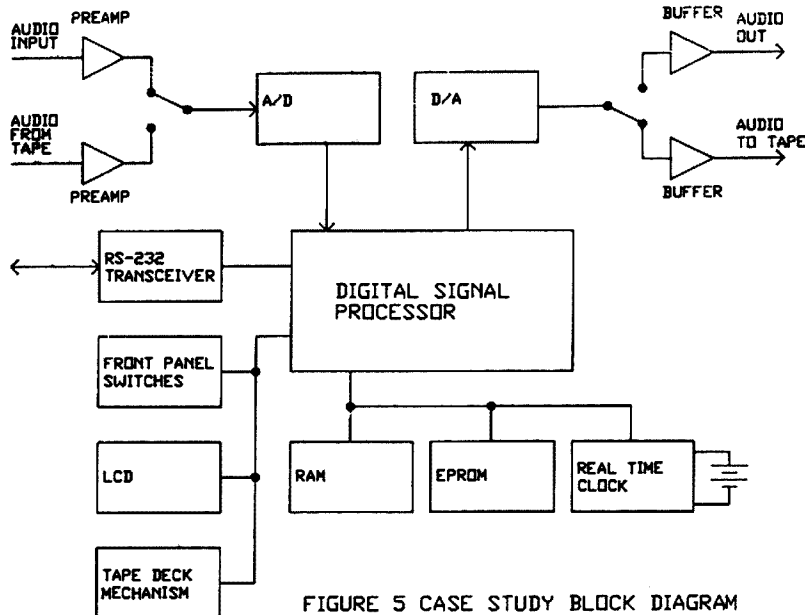 PREAMP
AUDIO
INPUT
AUDIO
FROM
TAPE
PREAMP
A/D
D/A
BUFFER
AUDIO
OUT
AUDIO
TO TAPE
BUFFER
RS-232
TRANSCEIVER
DIGITAL SIGNAL
PROCESSOR
FRONT PANEL
SWITCHES
LCD
TAPE DECK
MECHANISM
RAM
EPROM
REAL TIME
CLOCK
FIGURE 5 CASE STUDY BLOCK DIAGRAM